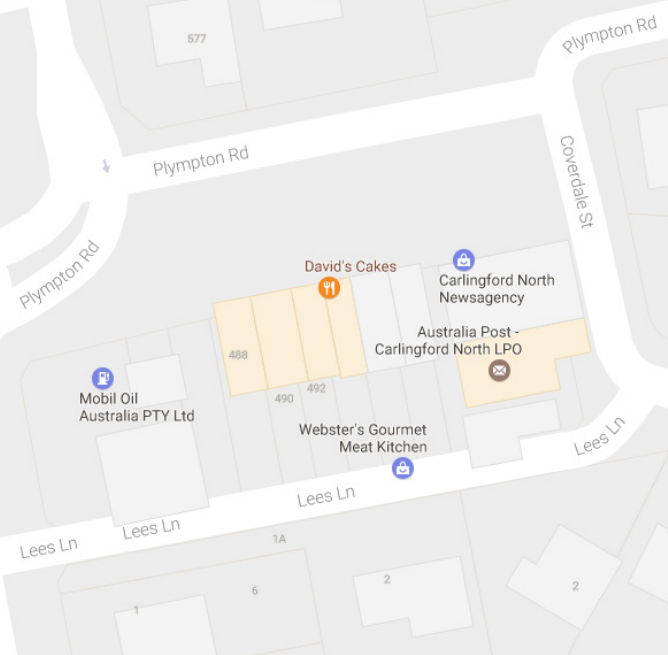 577
Plympton Rd
Plympton Rd
Coverdale St
Plympton Rd
David's Cakes
Carlingford North
Newsagency
Australia Post -
Carlingford North LPO
488
490
492
Mobil Oil
Australia PTY Ltd
Webster's Gourmet
Meat Kitchen
Lees Ln
Lees Ln
Lees Ln
Lees Ln
1A
6
2
2
1